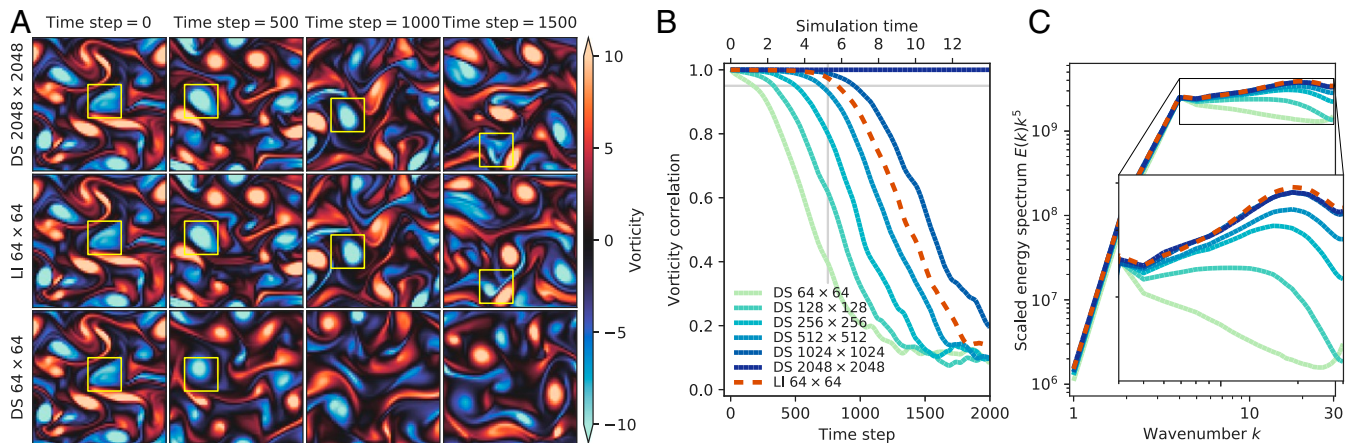 A
Time step = 0
Time step = 500
Time step = 1000
Time step = 1500
DS 2048 × 2048
LI 64 × 64
DS 64 × 64
10
5
0
−5
−10
Vorticity
B
Simulation time
0 2 4 6 8 10 12
1.0
0.8
0.6
0.4
0.2
0.0
Vorticity correlation
DS 64 × 64
DS 128 × 128
DS 256 × 256
DS 512 × 512
DS 1024 × 1024
DS 2048 × 2048
LI 64 × 64
0 500 1000 1500 2000
Time step
C
Scaled energy spectrum E(k)k⁵
10⁹
10⁸
10⁷
10⁶
1 10 30
Wavenumber k